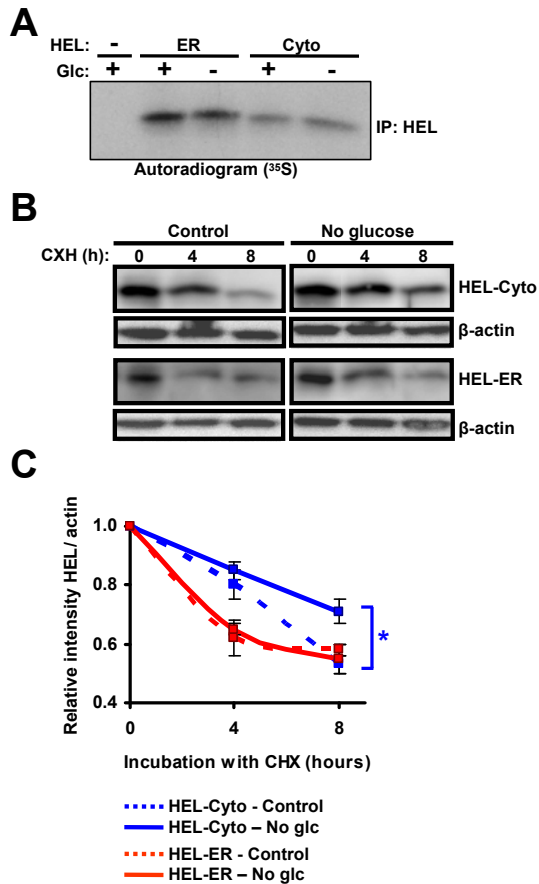 A
HEL: - ER Cyto
Glc: + + - + -
IP: HEL
Autoradiogram (³⁵S)
B
Control No glucose
CXH (h): 0 4 8 0 4 8
HEL-Cyto
β-actin
HEL-ER
β-actin
C
Relative intensity HEL/ actin
1.0
0.8
0.6
0.4
*
0 4 8
Incubation with CHX (hours)
HEL-Cyto - Control
HEL-Cyto – No glc
HEL-ER - Control
HEL-ER – No glc